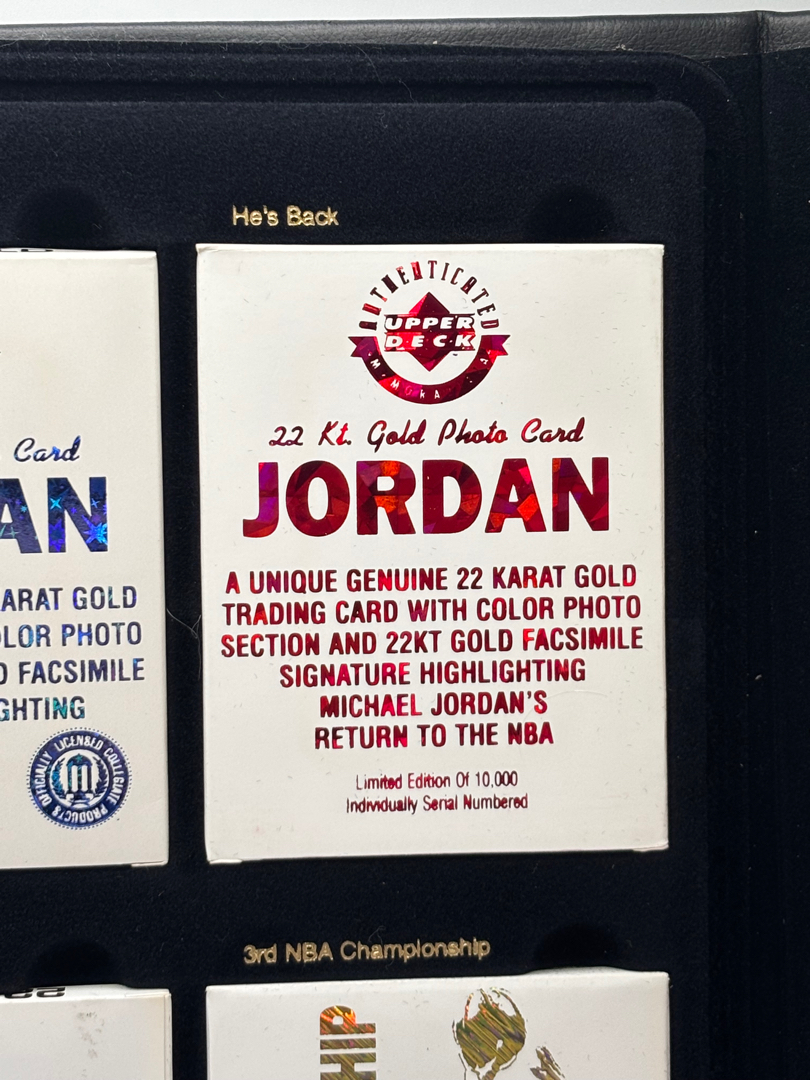 He's Back
AUTHENTICATED
UPPER
DECK
22 Kt. Gold Photo Card
JORDAN
A UNIQUE GENUINE 22 KARAT GOLD
TRADING CARD WITH COLOR PHOTO
SECTION AND 22KT GOLD FACSIMILE
SIGNATURE HIGHLIGHTING
MICHAEL JORDAN'S
RETURN TO THE NBA
Limited Edition Of 10,000
Individually Serial Numbered
Card
AN
ARAT GOLD
LOR PHOTO
D FACSIMILE
GHTING
OFFICIALLY LICENSED COLLEGIATE PRODUCTS
3rd NBA Championship
HIP